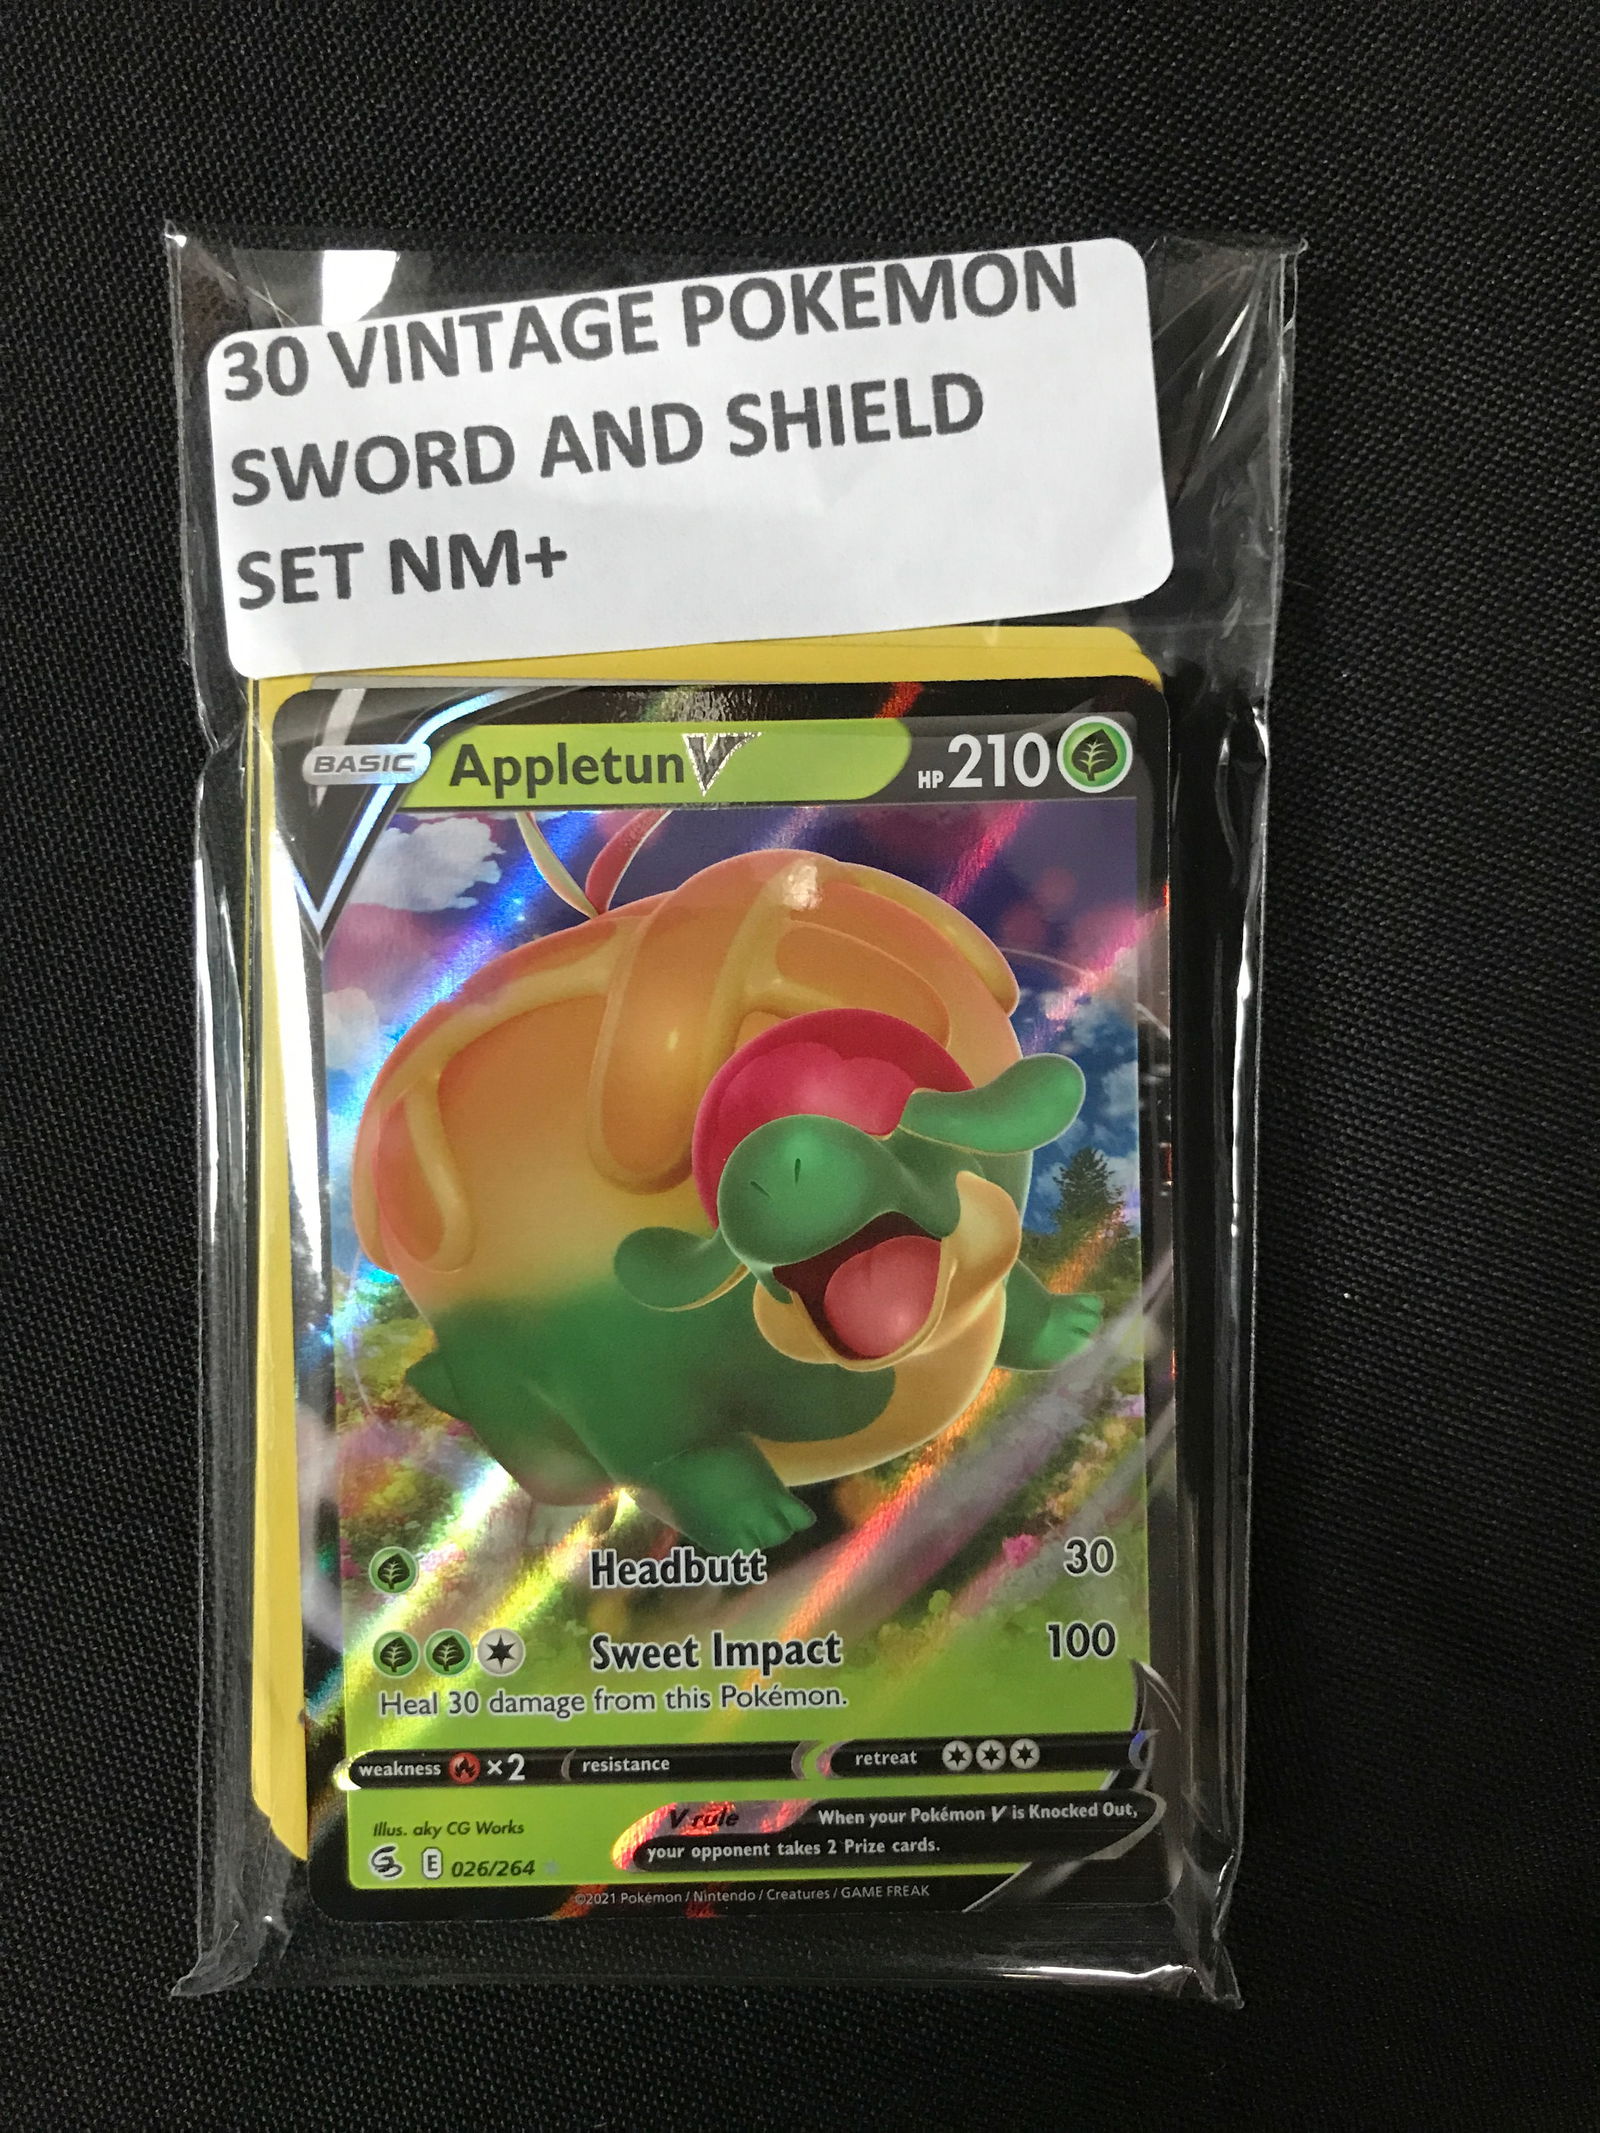 30 VINTAGE POKEMON
SWORD AND SHIELD
SET NM+
BASIC Appletun V HP 210
Headbutt 30
Sweet Impact 100
Heal 30 damage from this Pokémon.
weakness ×2 resistance retreat
V rule When your Pokémon V is Knocked Out,
your opponent takes 2 Prize cards.
Illus. aky CG Works
E 026/264
©2021 Pokémon / Nintendo / Creatures / GAME FREAK